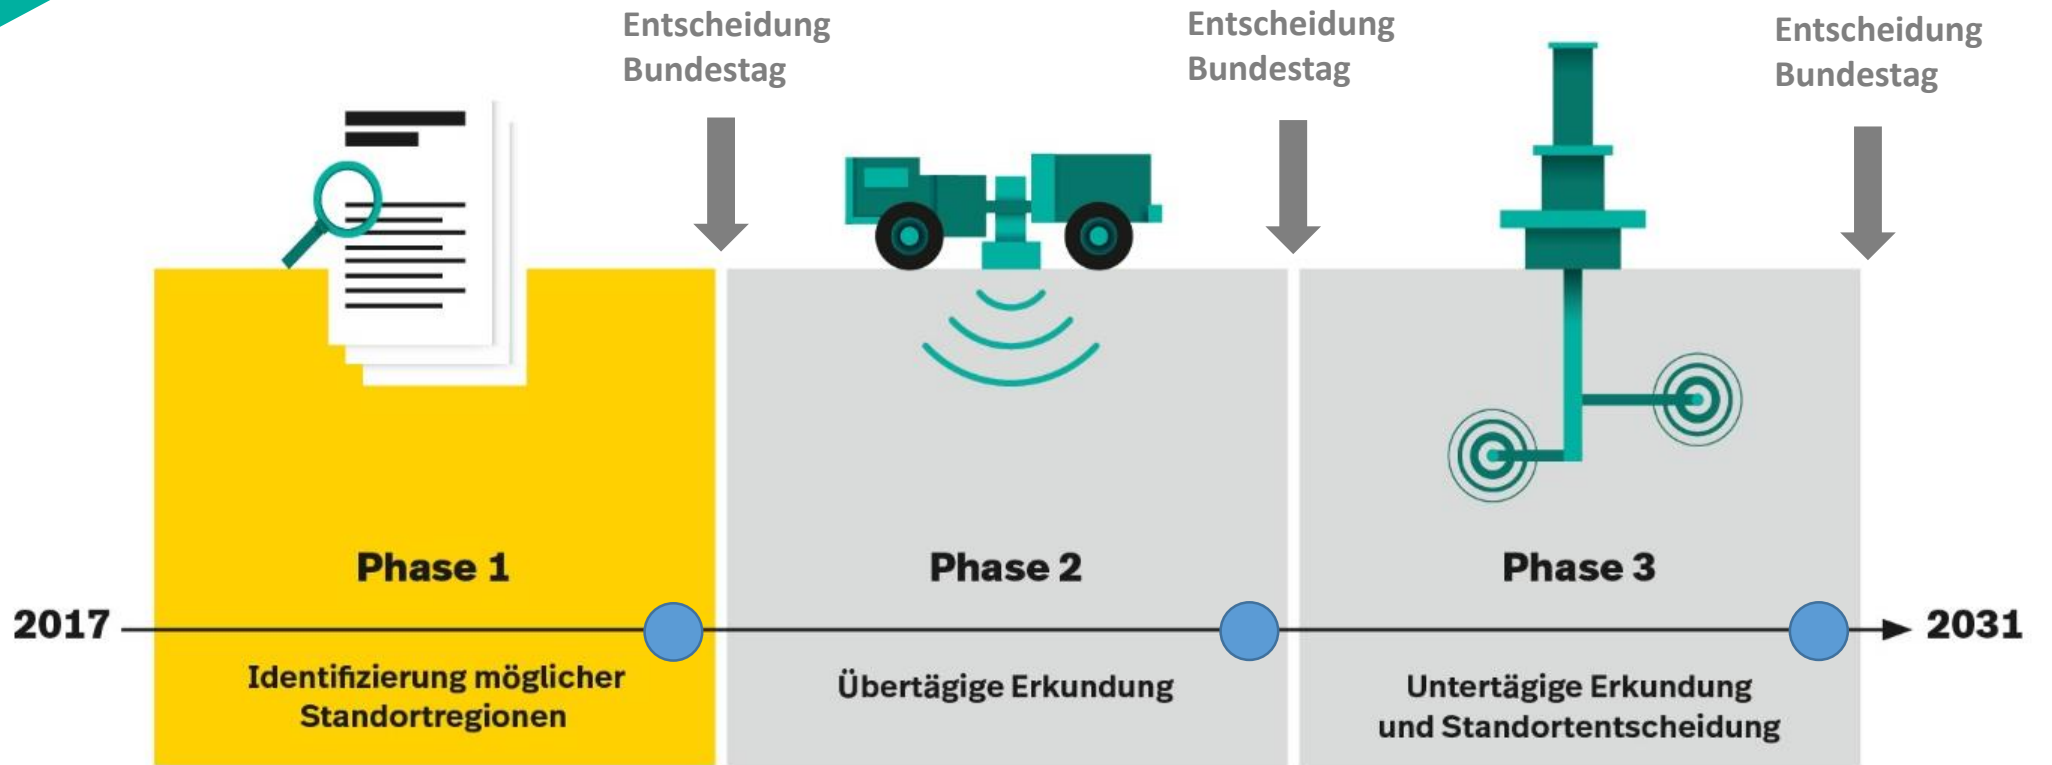 Entscheidung
Bundestag
Entscheidung
Bundestag
Entscheidung
Bundestag
Phase 1
Phase 2
Phase 3
2017
2031
Identifizierung möglicher
Standortregionen
Übertägige Erkundung
Untertägige Erkundung
und Standortentscheidung